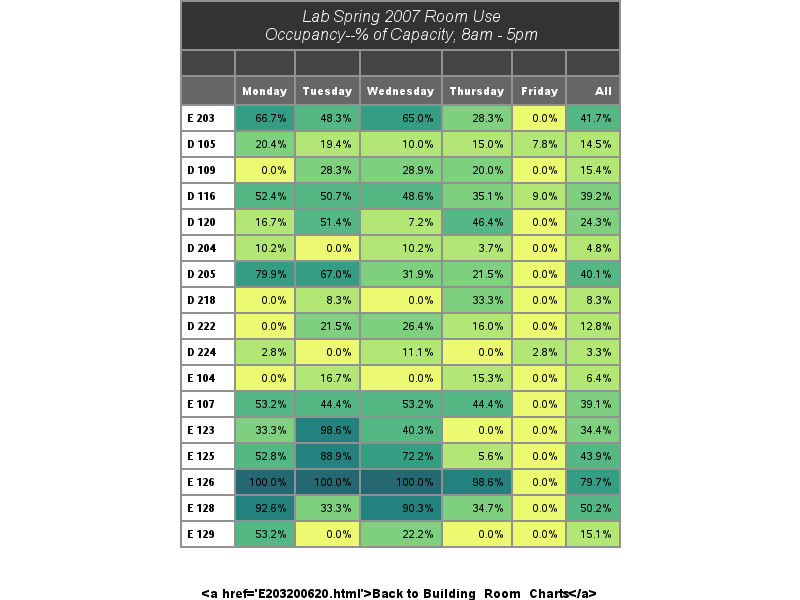 Lab Spring 2007 Room Use
Occupancy--% of Capacity, 8am - 5pm
Monday Tuesday Wednesday Thursday Friday All
E 203 66.7% 48.3% 65.0% 28.3% 0.0% 41.7%
D 105 20.4% 19.4% 10.0% 15.0% 7.8% 14.5%
D 109 0.0% 28.3% 28.9% 20.0% 0.0% 15.4%
D 116 52.4% 50.7% 48.6% 35.1% 9.0% 39.2%
D 120 16.7% 51.4% 7.2% 46.4% 0.0% 24.3%
D 204 10.2% 0.0% 10.2% 3.7% 0.0% 4.8%
D 205 79.9% 67.0% 31.9% 21.5% 0.0% 40.1%
D 218 0.0% 8.3% 0.0% 33.3% 0.0% 8.3%
D 222 0.0% 21.5% 26.4% 16.0% 0.0% 12.8%
D 224 2.8% 0.0% 11.1% 0.0% 2.8% 3.3%
E 104 0.0% 16.7% 0.0% 15.3% 0.0% 6.4%
E 107 53.2% 44.4% 53.2% 44.4% 0.0% 39.1%
E 123 33.3% 98.6% 40.3% 0.0% 0.0% 34.4%
E 125 52.8% 88.9% 72.2% 5.6% 0.0% 43.9%
E 126 100.0% 100.0% 100.0% 98.6% 0.0% 79.7%
E 128 92.6% 33.3% 90.3% 34.7% 0.0% 50.2%
E 129 53.2% 0.0% 22.2% 0.0% 0.0% 15.1%
<a href='E203200620.html'>Back to Building_Room_Charts</a>